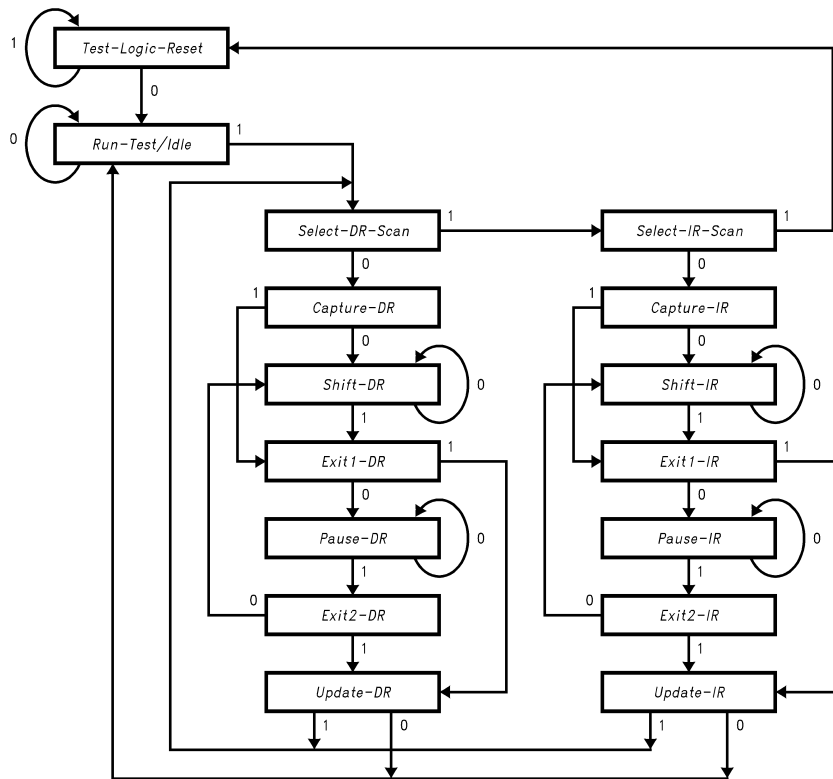 1
Test-Logic-Reset
0
0
Run-Test/Idle
1
Select-DR-Scan
1
Select-IR-Scan
1
0
0
1
Capture-DR
1
Capture-IR
0
0
Shift-DR
0
Shift-IR
0
1
1
Exit1-DR
1
Exit1-IR
1
0
0
Pause-DR
0
Pause-IR
0
1
1
0
Exit2-DR
0
Exit2-IR
1
1
Update-DR
Update-IR
1
0
1
0